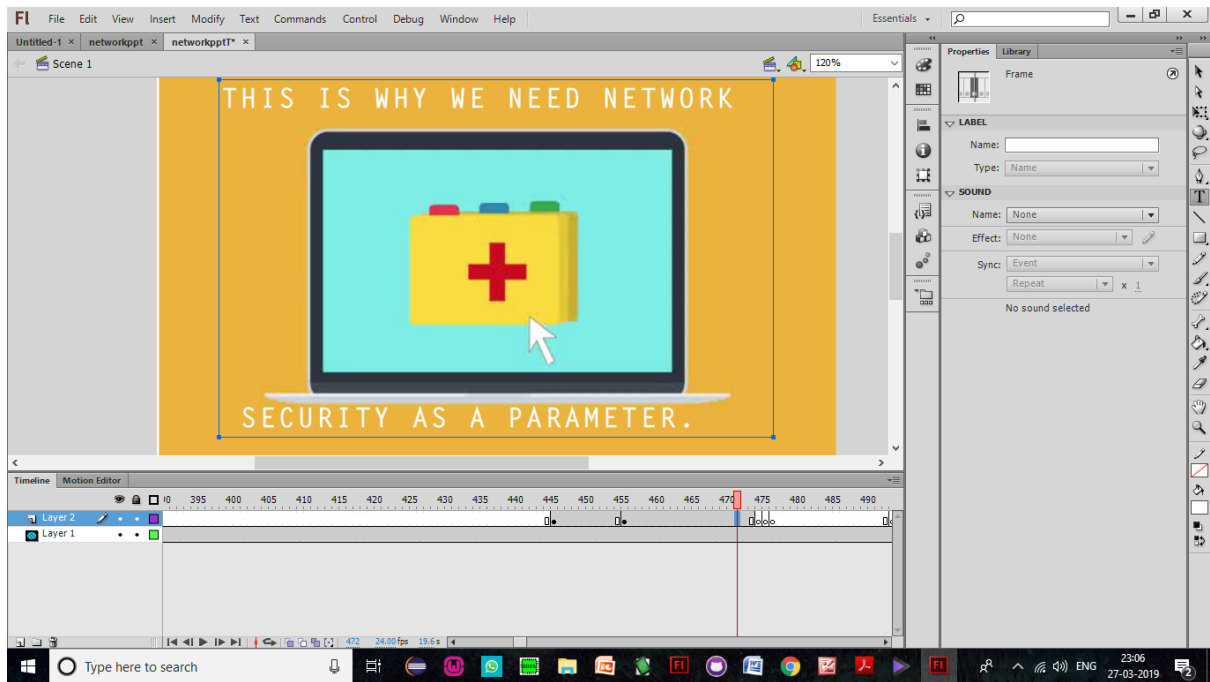 Fl File Edit View Insert Modify Text Commands Control Debug Window Help Essentials
Untitled-1 × networkppt × networkpptT* ×
Scene 1 120%
THIS IS WHY WE NEED NETWORK
SECURITY AS A PARAMETER.
Properties Library
Frame
LABEL
Name:
Type: Name
SOUND
Name: None
Effect: None
Sync: Event
Repeat x 1
No sound selected
T
Timeline Motion Editor
395 400 405 410 415 420 425 430 435 440 445 450 455 460 465 470 475 480 485 490
Layer 2
Layer 1
472 24.00 fps 19.6 s
Type here to search
ENG
23:06
27-03-2019
2